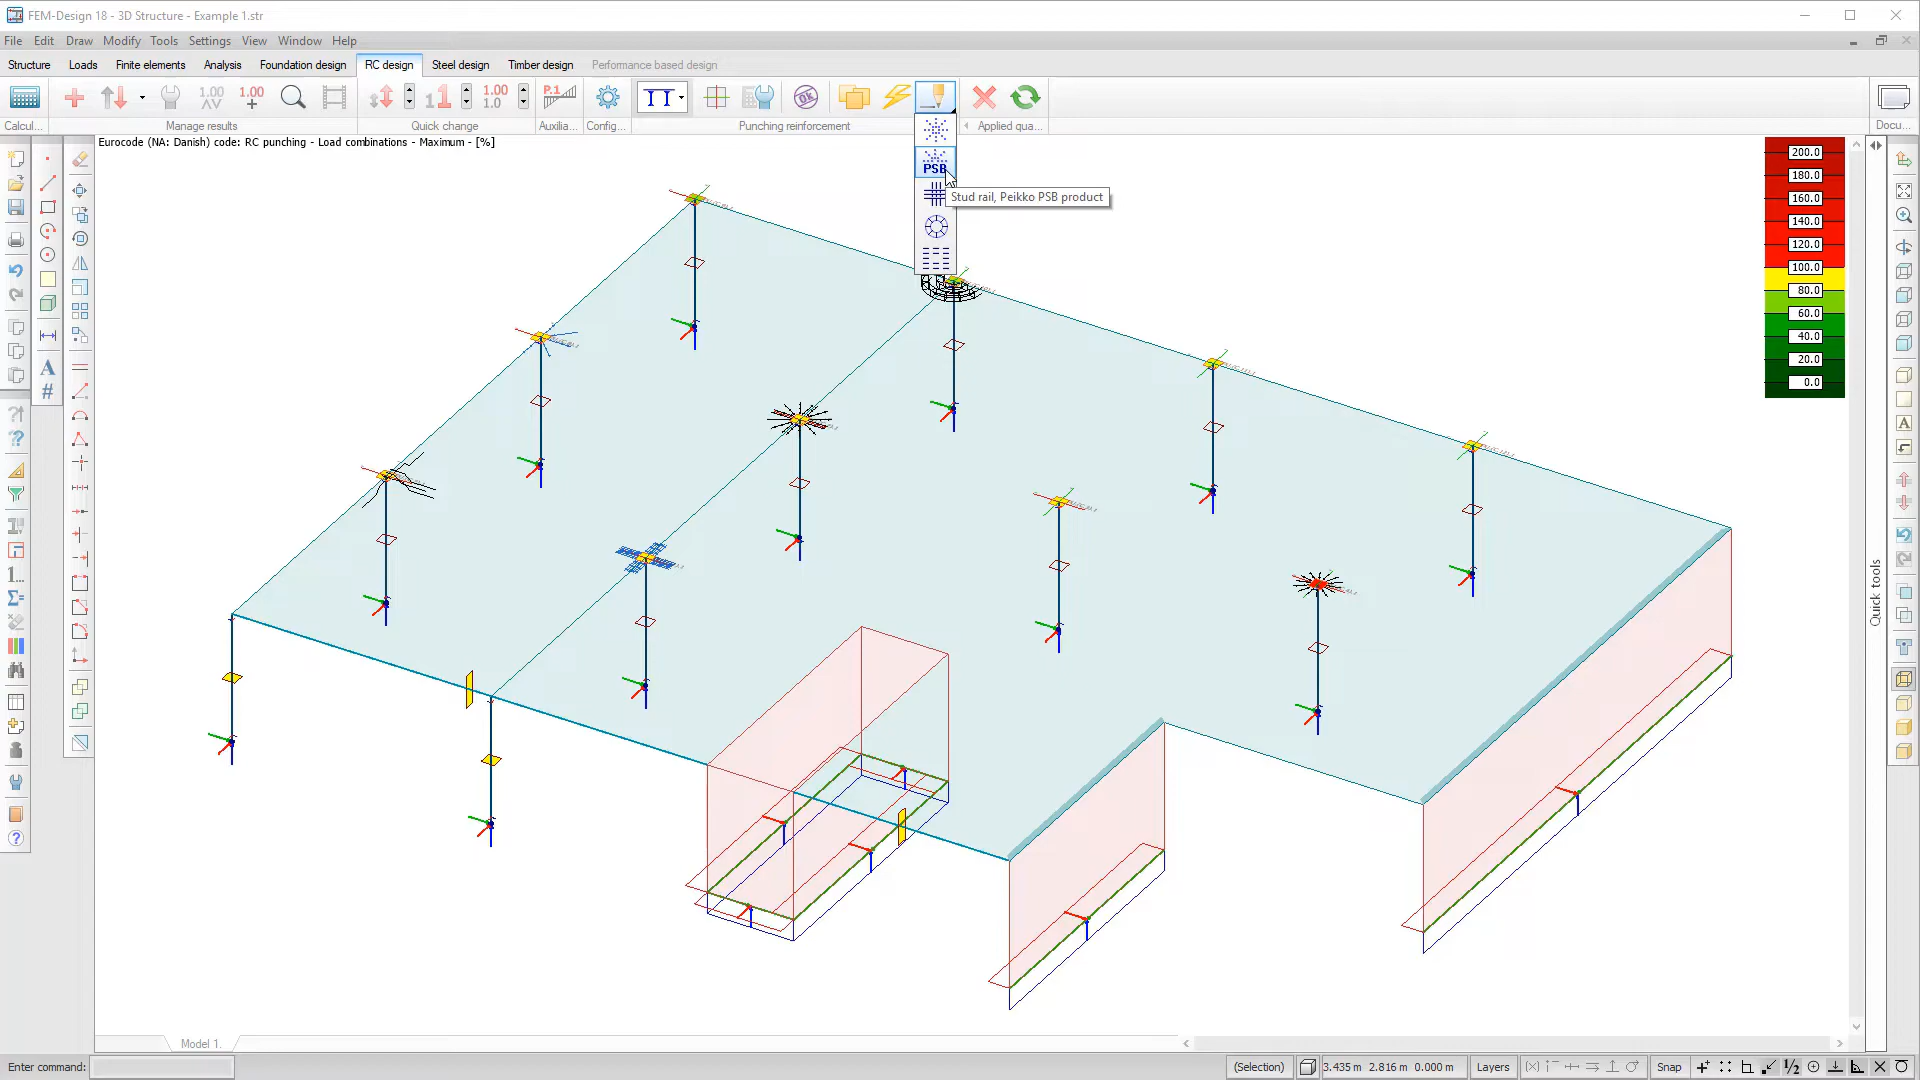 FEM-Design 18 - 3D Structure - Example 1.str
File Edit Draw Modify Tools Settings View Window Help
Structure Loads Finite elements Analysis Foundation design RC design Steel design Timber design Performance based design
1.00 1.00 1.00
1.0
P.1
OK
Calcul... Manage results Quick change Auxilia... Config... Punching reinforcement Applied qua... Docu...
Eurocode (NA: Danish) code: RC punching - Load combinations - Maximum - [%]
PSB
Stud rail, Peikko PSB product
200.0
180.0
160.0
140.0
120.0
100.0
80.0
60.0
40.0
20.0
0.0
Quick tools
Model 1.
Enter command:
(Selection) 3.435 m 2.816 m 0.000 m Layers Snap